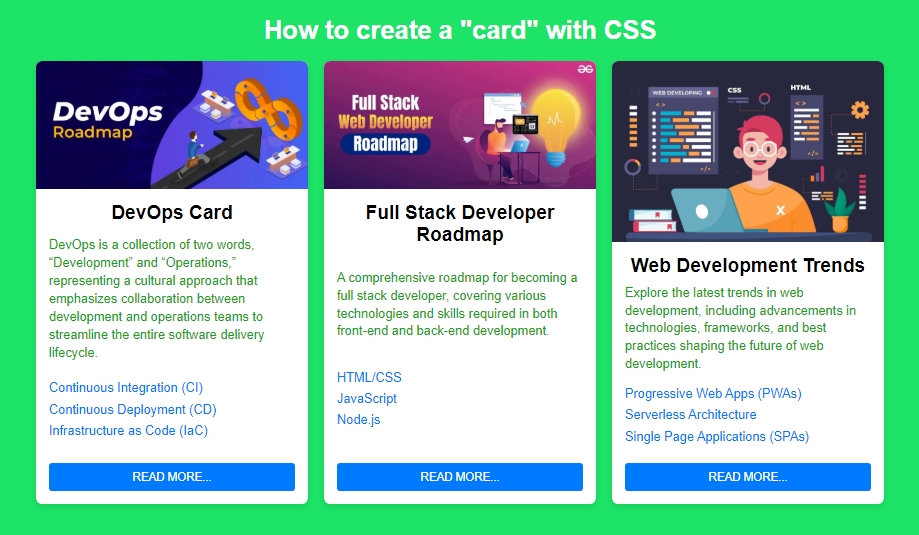 How to create a "card" with CSS
DevOps
Roadmap
DevOps Card
DevOps is a collection of two words,
“Development” and “Operations,”
representing a cultural approach that
emphasizes collaboration between
development and operations teams to
streamline the entire software delivery
lifecycle.
Continuous Integration (CI)
Continuous Deployment (CD)
Infrastructure as Code (IaC)
READ MORE...
Full Stack
Web Developer
Roadmap
Full Stack Developer
Roadmap
A comprehensive roadmap for becoming a
full stack developer, covering various
technologies and skills required in both
front-end and back-end development.
HTML/CSS
JavaScript
Node.js
READ MORE...
WEB DEVELOPING
CSS
HTML
< >
</>
< >
</>
X
Web Development Trends
Explore the latest trends in web
development, including advancements in
technologies, frameworks, and best
practices shaping the future of web
development.
Progressive Web Apps (PWAs)
Serverless Architecture
Single Page Applications (SPAs)
READ MORE...